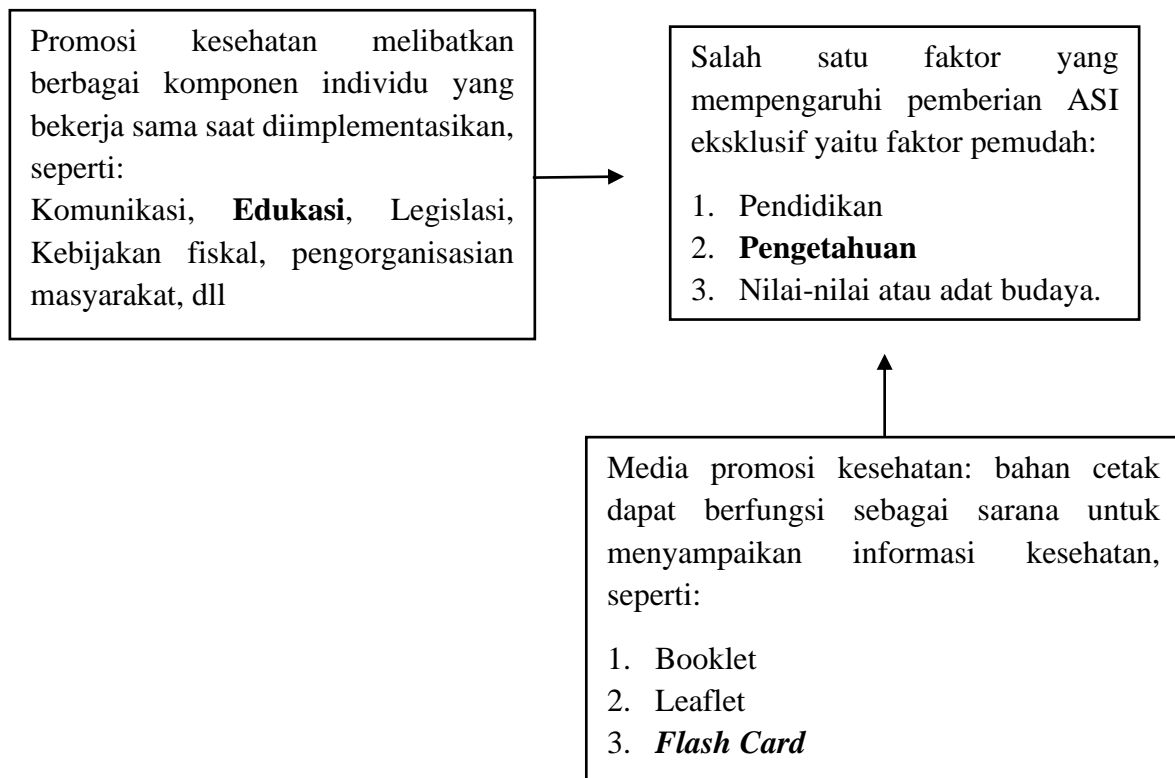 Promosi kesehatan melibatkan
berbagai komponen individu yang
bekerja sama saat diimplementasikan,
seperti:
Komunikasi, Edukasi, Legislasi,
Kebijakan fiskal, pengorganisasian
masyarakat, dll
Salah satu faktor yang
mempengaruhi pemberian ASI
eksklusif yaitu faktor pemudah:
1. Pendidikan
2. Pengetahuan
3. Nilai-nilai atau adat budaya.
Media promosi kesehatan: bahan cetak
dapat berfungsi sebagai sarana untuk
menyampaikan informasi kesehatan,
seperti:
1. Booklet
2. Leaflet
3. Flash Card